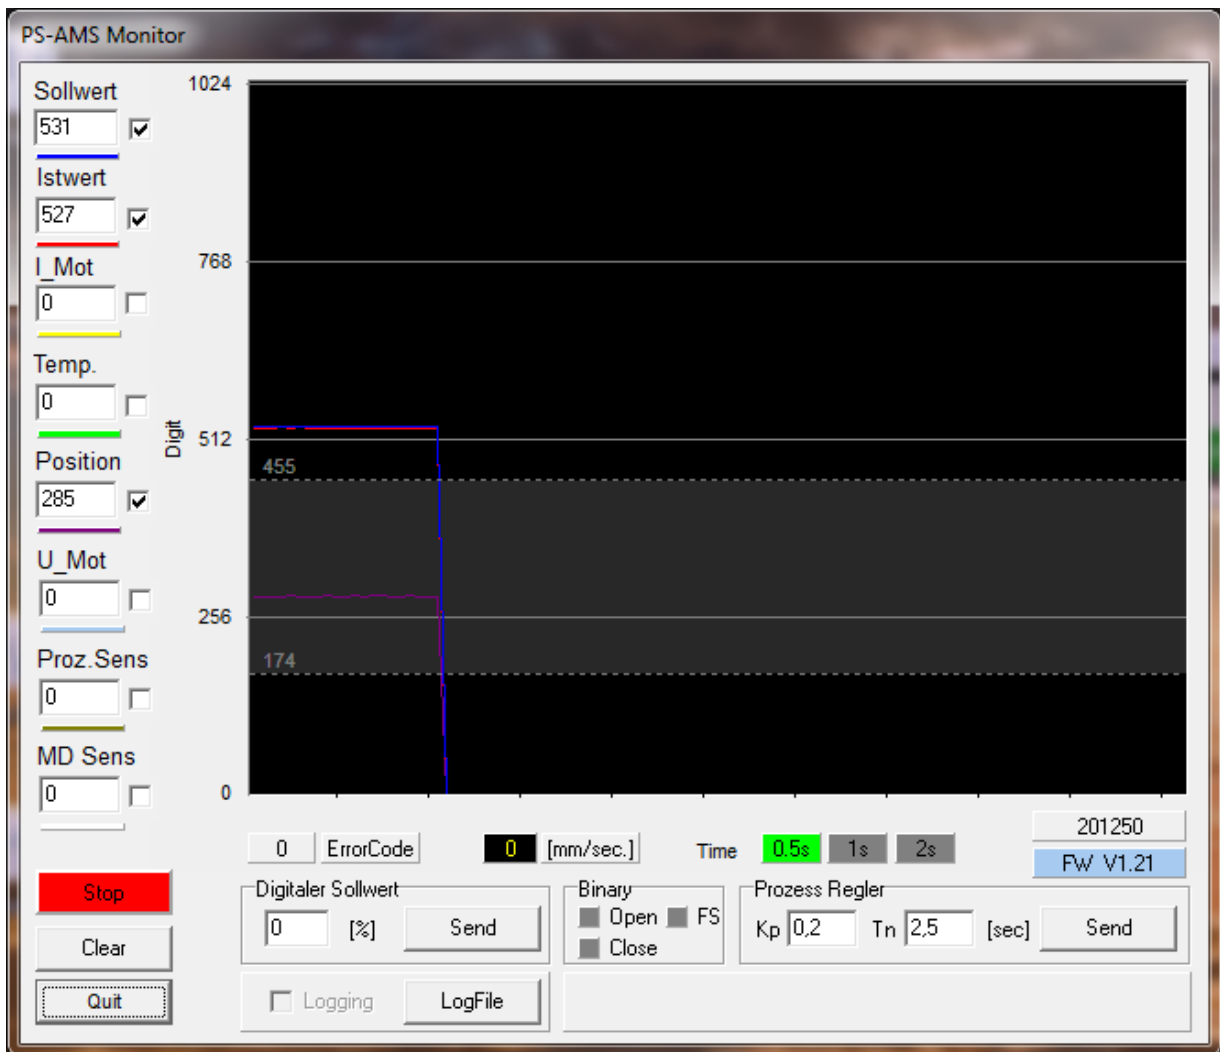 PS-AMS Monitor
Sollwert
531
Istwert
527
I_Mot
0
Temp.
0
Position
285
U_Mot
0
Proz.Sens
0
MD Sens
0
Stop
Clear
Quit
Digit
1024
768
512
455
256
174
0
0 ErrorCode 0 [mm/sec.] Time 0.5s 1s 2s
201250
FW V1.21
Digitaler Sollwert
0 [%] Send
Binary
Open FS
Close
Prozess Regler
Kp 0,2 Tn 2,5 [sec] Send
Logging LogFile